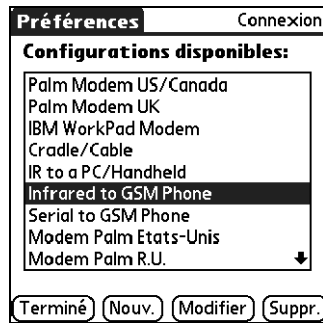 Préférences Connexion
Configurations disponibles:
Palm Modem US/Canada
Palm Modem UK
IBM WorkPad Modem
Cradle/Cable
IR to a PC/Handheld
Infrared to GSM Phone
Serial to GSM Phone
Modem Palm Etats-Unis
Modem Palm R.U.
Terminé Nouv. Modifier Suppr.